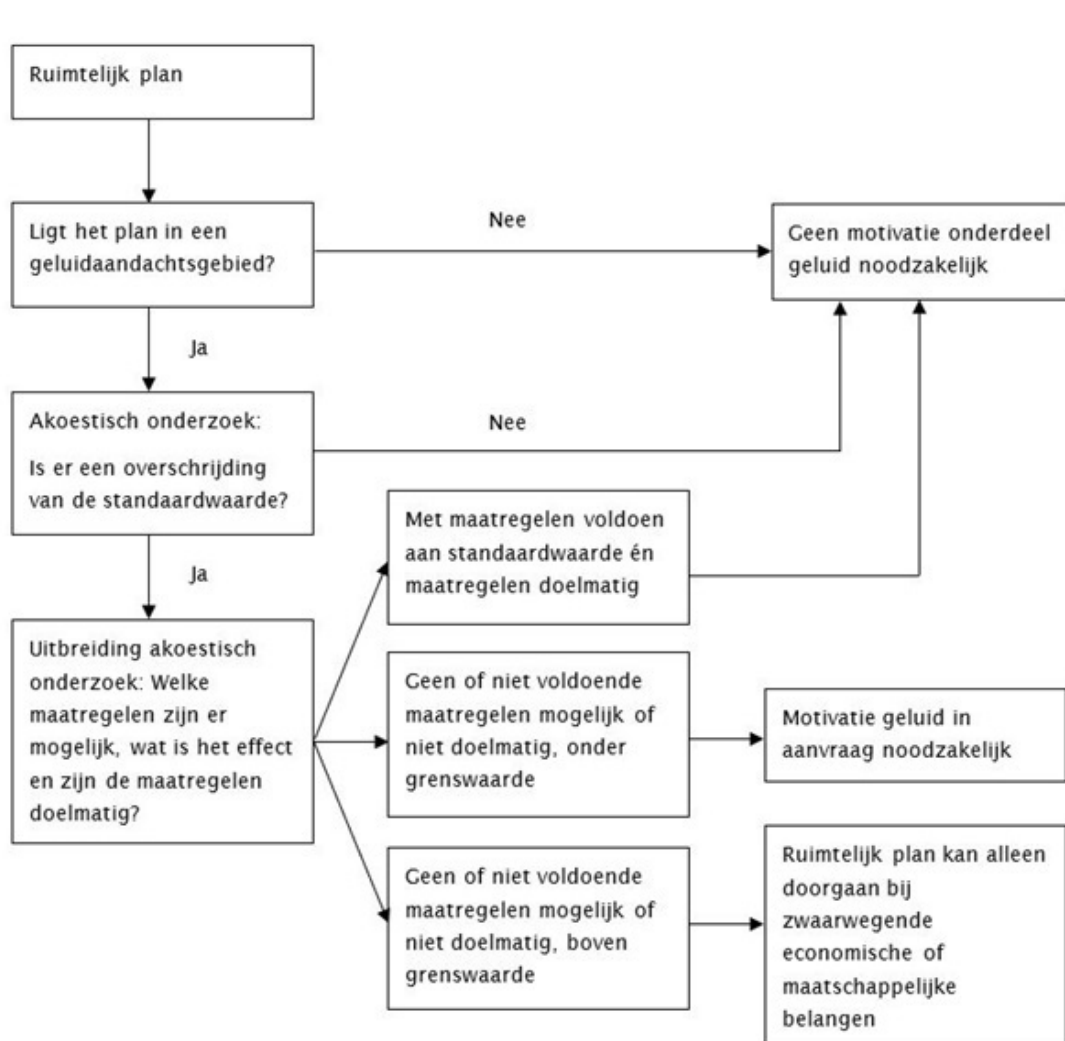 Ruimtelijk plan
Ligt het plan in een
geluidaandachtsgebied?
Nee
Geen motivatie onderdeel
geluid noodzakelijk
Ja
Akoestisch onderzoek:
Is er een overschrijding
van de standaardwaarde?
Nee
Ja
Met maatregelen voldoen
aan standaardwaarde én
maatregelen doelmatig
Uitbreiding akoestisch
onderzoek: Welke
maatregelen zijn er
mogelijk, wat is het effect
en zijn de maatregelen
doelmatig?
Geen of niet voldoende
maatregelen mogelijk of
niet doelmatig, onder
grenswaarde
Motivatie geluid in
aanvraag noodzakelijk
Geen of niet voldoende
maatregelen mogelijk of
niet doelmatig, boven
grenswaarde
Ruimtelijk plan kan alleen
doorgaan bij
zwaarwegende
economische of
maatschappelijke
belangen